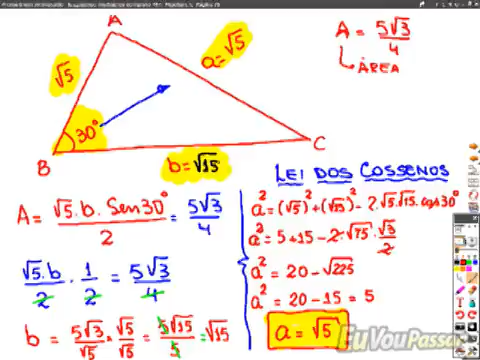 A
√5
a=√5
A = 5√3/4
ÁREA
30°
B
C
b=√15
LEI DOS COSSENOS
A = √5 . b . Sen30°/2 = 5√3/4
√5.b/2 . 1/2 = 5√3/4
b = 5√3/√5 . √5/√5 = 5√15/5 = √15
a² = (√5)² + (√15)² - 2.√5.√15.cos30°
a² = 5 + 15 - 2.√75 . √3/2
a² = 20 - √225
a² = 20 - 15 = 5
a = √5
EuVouPassar